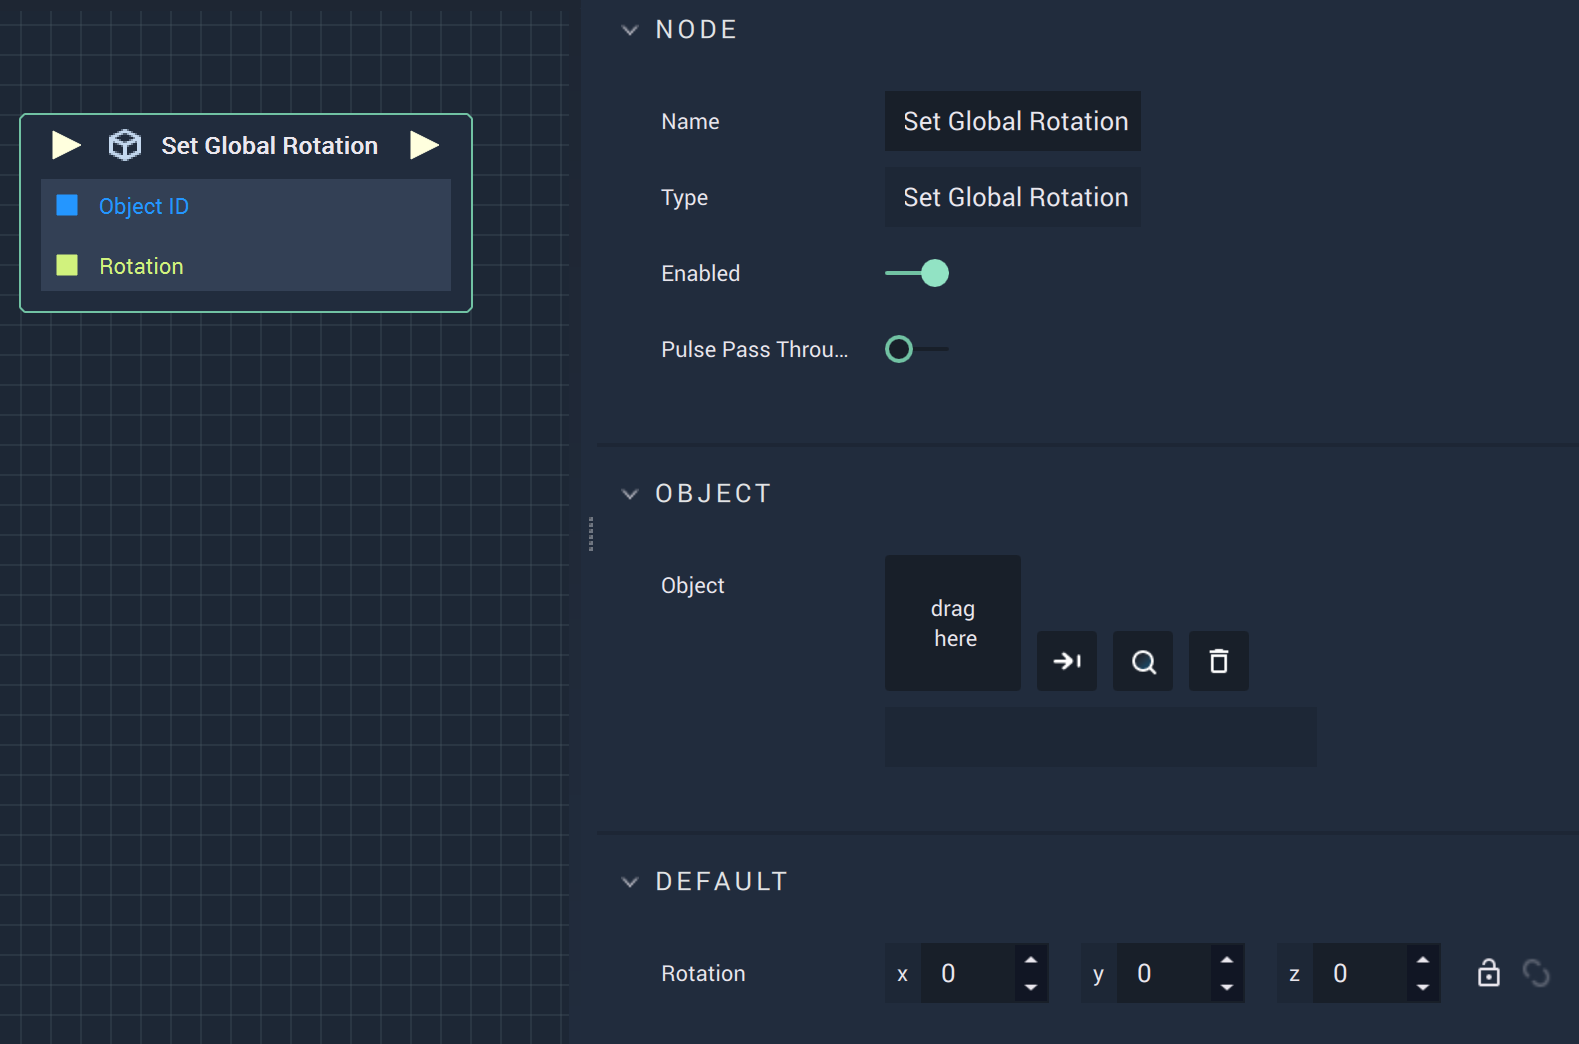 Set Global Rotation
Object ID
Rotation
NODE
Name
Set Global Rotation
Type
Set Global Rotation
Enabled
Pulse Pass Throu...
OBJECT
Object
drag
here
DEFAULT
Rotation
x 0 y 0 z 0